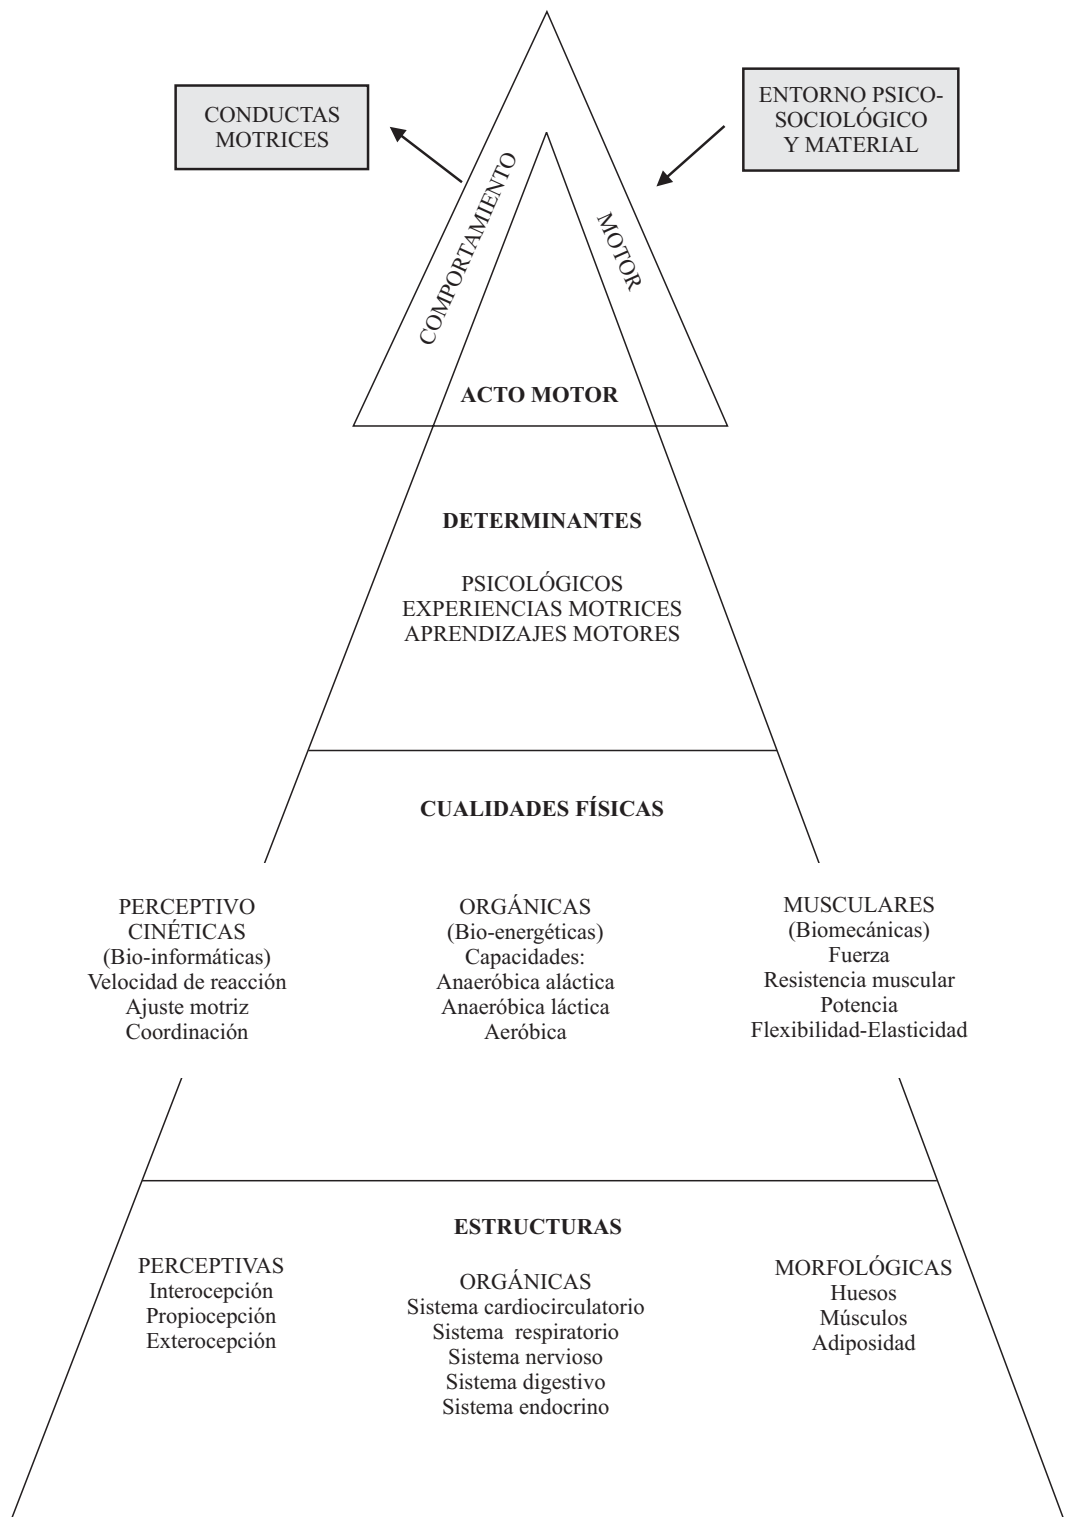 CONDUCTAS
MOTRICES
ENTORNO PSICO-
SOCIOLÓGICO
Y MATERIAL
COMPORTAMIENTO
MOTOR
ACTO MOTOR
DETERMINANTES
PSICOLÓGICOS
EXPERIENCIAS MOTRICES
APRENDIZAJES MOTORES
CUALIDADES FÍSICAS
PERCEPTIVO
CINÉTICAS
(Bio-informáticas)
Velocidad de reacción
Ajuste motriz
Coordinación
ORGÁNICAS
(Bio-energéticas)
Capacidades:
Anaeróbica aláctica
Anaeróbica láctica
Aeróbica
MUSCULARES
(Biomecánicas)
Fuerza
Resistencia muscular
Potencia
Flexibilidad-Elasticidad
ESTRUCTURAS
PERCEPTIVAS
Interocepción
Propiocepción
Exterocepción
ORGÁNICAS
Sistema cardiocirculatorio
Sistema respiratorio
Sistema nervioso
Sistema digestivo
Sistema endocrino
MORFOLÓGICAS
Huesos
Músculos
Adiposidad